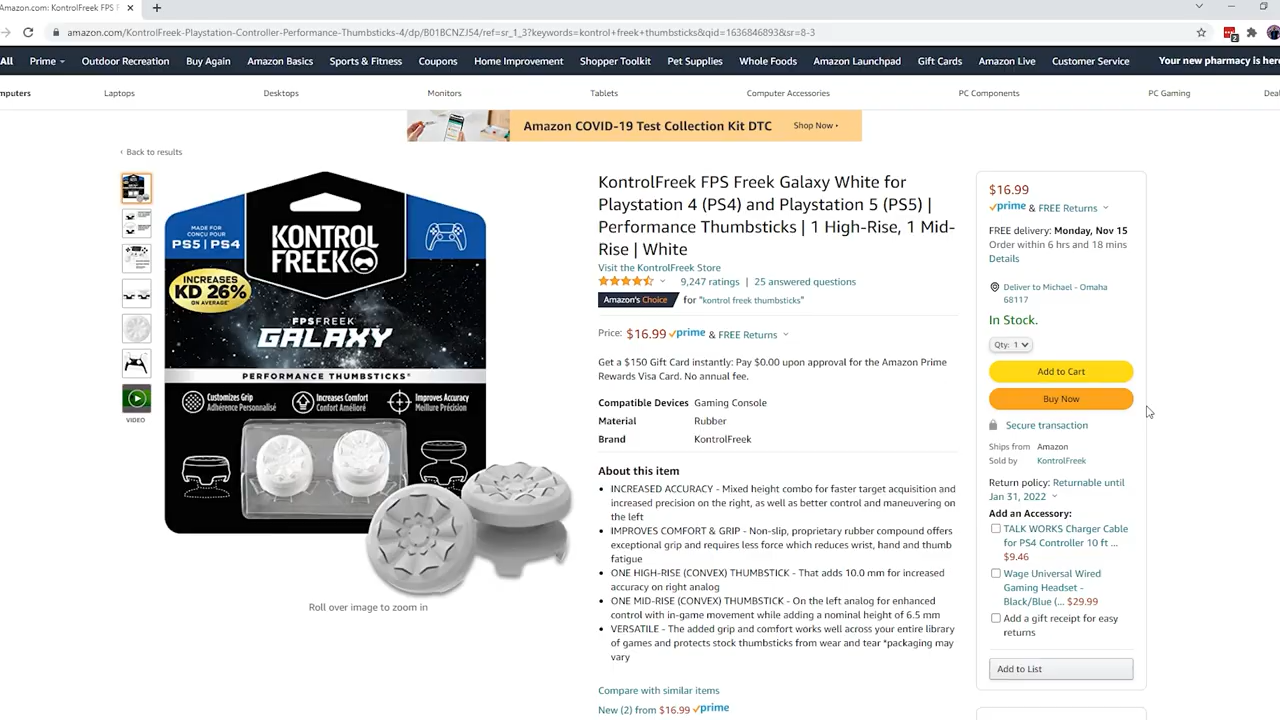 Amazon.com: KontrolFreek FPS F
amazon.com/KontrolFreek-Playstation-Controller-Performance-Thumbsticks-4/dp/B01BCNZJ54/ref=sr_1_3?keywords=kontrol+freek+thumbsticks&qid=1636846893&sr=8-3
2
All Prime Outdoor Recreation Buy Again Amazon Basics Sports & Fitness Coupons Home Improvement Shopper Toolkit Pet Supplies Whole Foods Amazon Launchpad Gift Cards Amazon Live Customer Service Your new pharmacy is here
mputers Laptops Desktops Monitors Tablets Computer Accessories PC Components PC Gaming Deal
Amazon COVID-19 Test Collection Kit DTC Shop Now ›
‹ Back to results
MADE FOR
CONÇU POUR
PS5 | PS4
KONTROL
FREEK
INCREASES
KD 26%
ON AVERAGE*
FPSFREEK
GALAXY
PERFORMANCE THUMBSTICKS®
Customizes Grip
Adhérence Personnalisé
Increases Comfort
Confort Amélioré
Improves Accuracy
Meilleure Précision
VIDEO
Roll over image to zoom in
KontrolFreek FPS Freek Galaxy White for
Playstation 4 (PS4) and Playstation 5 (PS5) |
Performance Thumbsticks | 1 High-Rise, 1 Mid-
Rise | White
Visit the KontrolFreek Store
9,247 ratings | 25 answered questions
Amazon's Choice for "kontrol freek thumbsticks"
Price: $16.99 prime & FREE Returns
Get a $150 Gift Card instantly: Pay $0.00 upon approval for the Amazon Prime
Rewards Visa Card. No annual fee.
Compatible Devices Gaming Console
Material Rubber
Brand KontrolFreek
About this item
• INCREASED ACCURACY - Mixed height combo for faster target acquisition and
increased precision on the right, as well as better control and maneuvering on
the left
• IMPROVES COMFORT & GRIP - Non-slip, proprietary rubber compound offers
exceptional grip and requires less force which reduces wrist, hand and thumb
fatigue
• ONE HIGH-RISE (CONVEX) THUMBSTICK - That adds 10.0 mm for increased
accuracy on right analog
• ONE MID-RISE (CONVEX) THUMBSTICK - On the left analog for enhanced
control with in-game movement while adding a nominal height of 6.5 mm
• VERSATILE - The added grip and comfort works well across your entire library
of games and protects stock thumbsticks from wear and tear *packaging may
vary
Compare with similar items
New (2) from $16.99 prime
$16.99
prime & FREE Returns
FREE delivery: Monday, Nov 15
Order within 6 hrs and 18 mins
Details
Deliver to Michael - Omaha
68117
In Stock.
Qty: 1
Add to Cart
Buy Now
Secure transaction
Ships from Amazon
Sold by KontrolFreek
Return policy: Returnable until
Jan 31, 2022
Add an Accessory:
TALK WORKS Charger Cable
for PS4 Controller 10 ft ...
$9.46
Wage Universal Wired
Gaming Headset -
Black/Blue (... $29.99
Add a gift receipt for easy
returns
Add to List